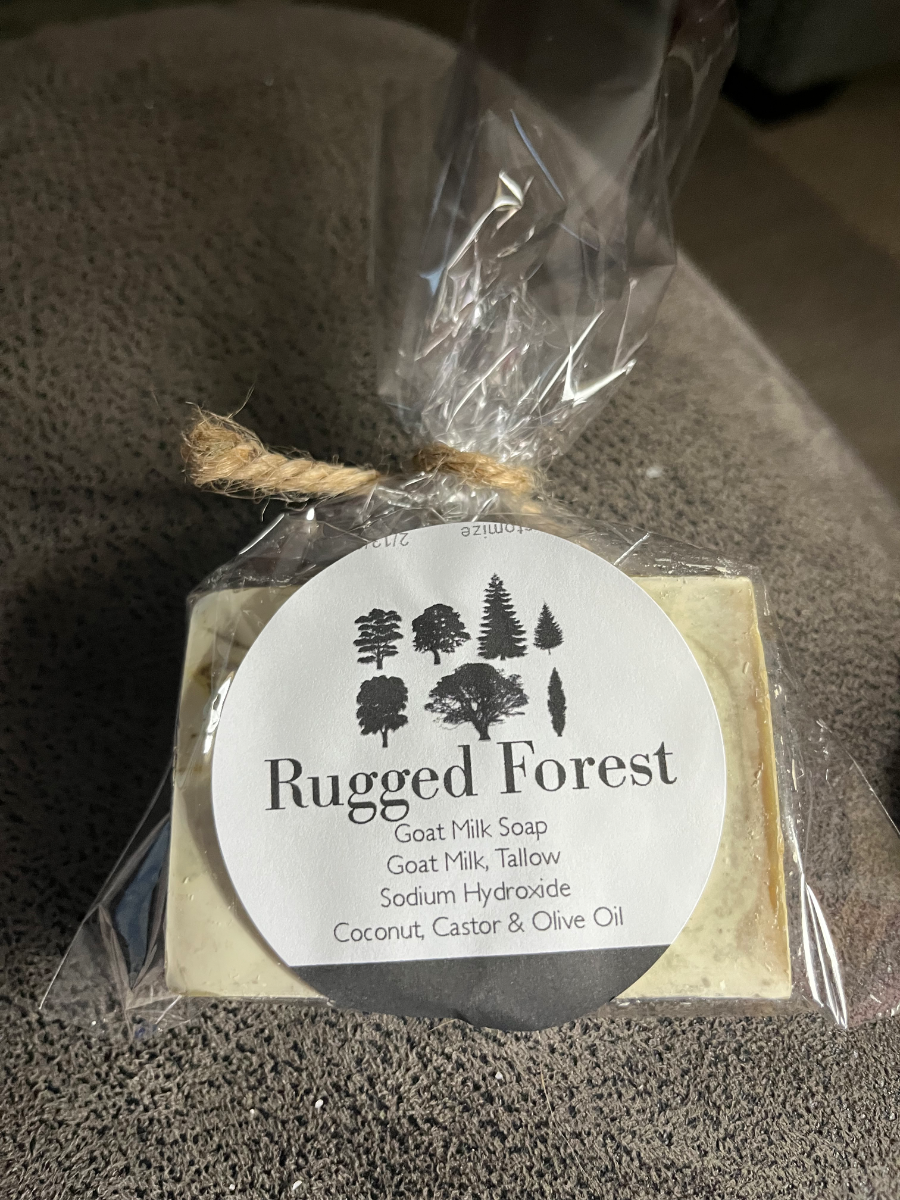 Rugged Forest
Goat Milk Soap
Goat Milk, Tallow
Sodium Hydroxide
Coconut, Castor & Olive Oil